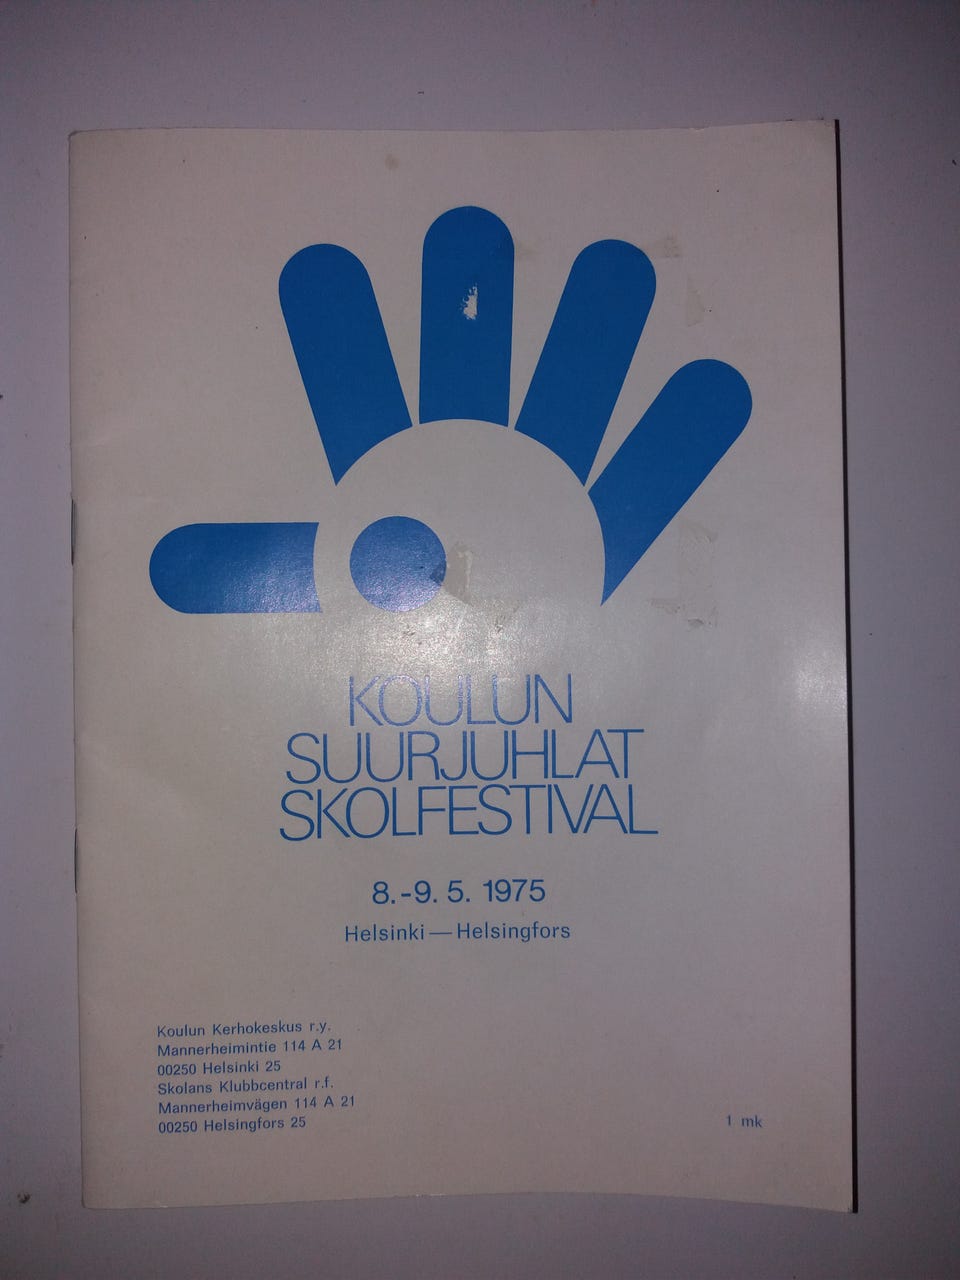 KOULUN
SUURJUHLAT
SKOLFESTIVAL
8.-9. 5. 1975
Helsinki — Helsingfors
Koulun Kerhokeskus r.y.
Mannerheimintie 114 A 21
00250 Helsinki 25
Skolans Klubbcentral r.f.
Mannerheimvägen 114 A 21
00250 Helsingfors 25
1 mk